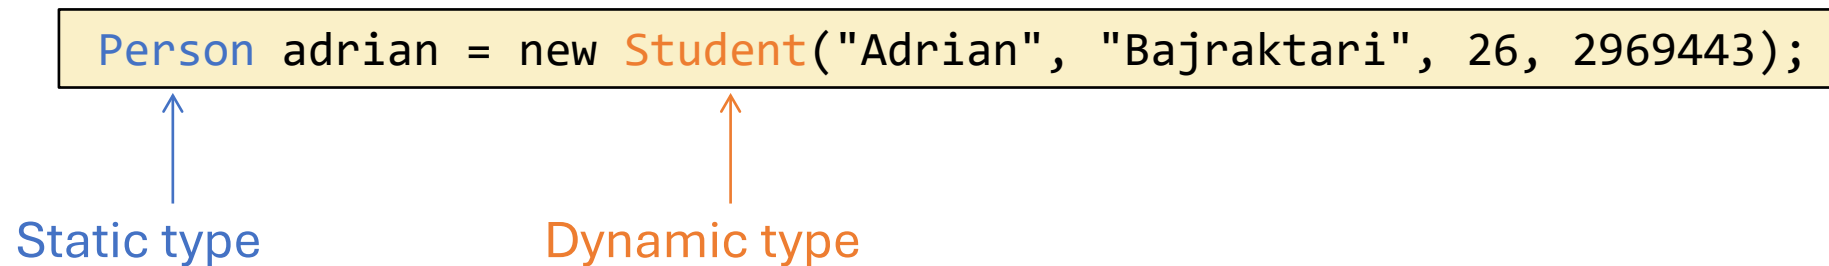 Person adrian = new Student("Adrian", "Bajraktari", 26, 2969443);
Static type
Dynamic type